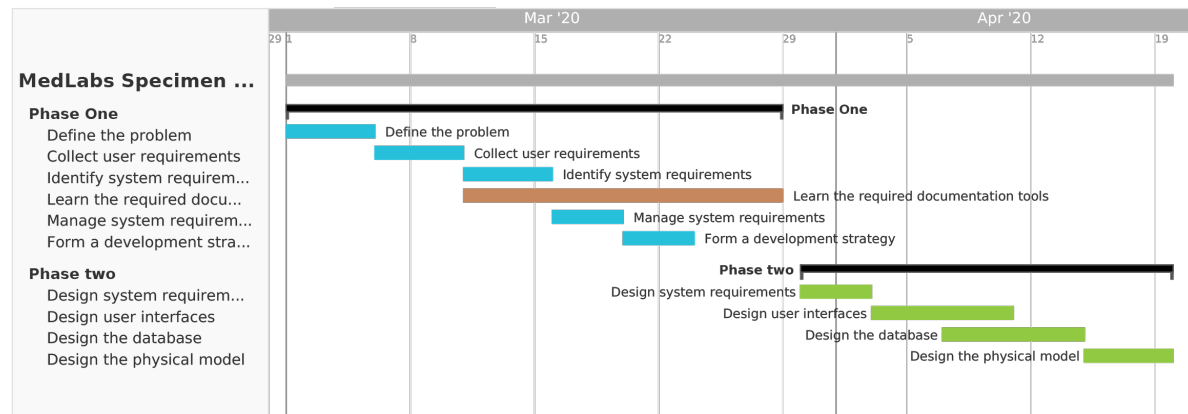 Mar '20 Apr '20
29 1 8 15 22 29 5 12 19
MedLabs Specimen ...
Phase One Phase One
Define the problem Define the problem
Collect user requirements Collect user requirements
Identify system requirem... Identify system requirements
Learn the required docu... Learn the required documentation tools
Manage system requirem... Manage system requirements
Form a development stra... Form a development strategy
Phase two Phase two
Design system requirem... Design system requirements
Design user interfaces Design user interfaces
Design the database Design the database
Design the physical model Design the physical model